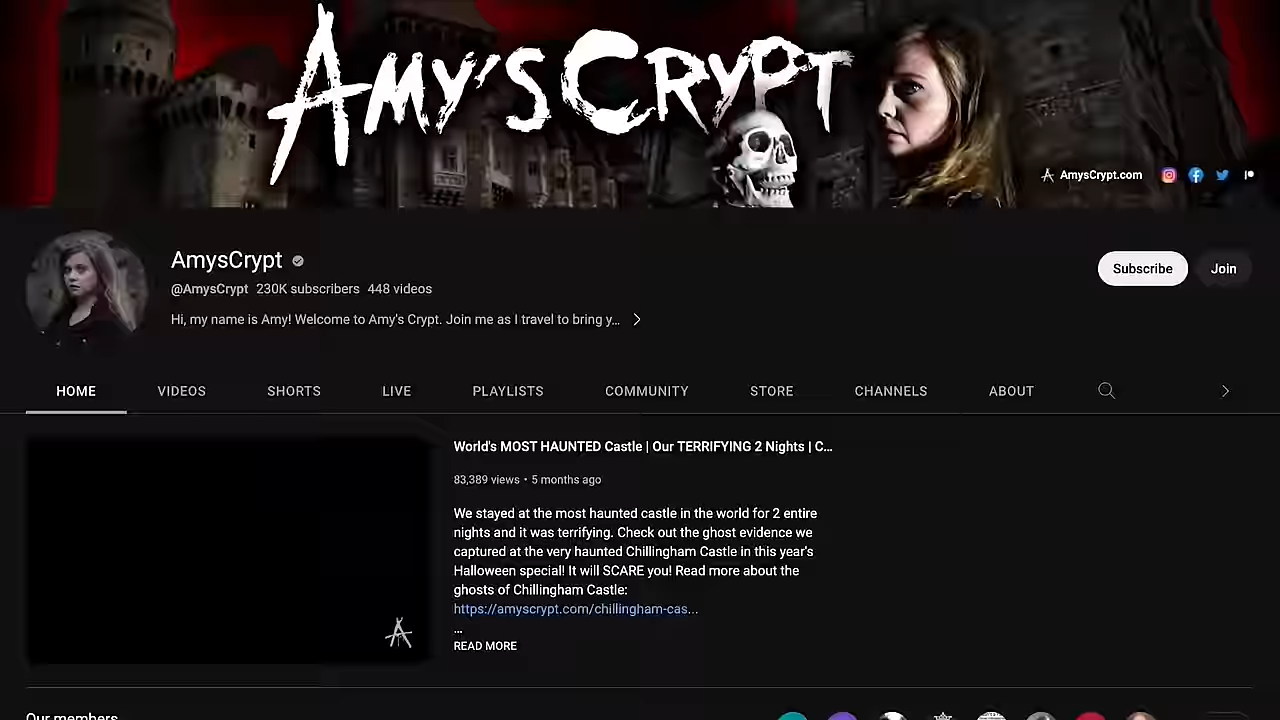 AMY'S CRYPT
AmysCrypt.com
AmysCrypt
@AmysCrypt 230K subscribers 448 videos
Hi, my name is Amy! Welcome to Amy's Crypt. Join me as I travel to bring y...
Subscribe
Join
HOME VIDEOS SHORTS LIVE PLAYLISTS COMMUNITY STORE CHANNELS ABOUT
World's MOST HAUNTED Castle | Our TERRIFYING 2 Nights | C...
83,389 views • 5 months ago
We stayed at the most haunted castle in the world for 2 entire
nights and it was terrifying. Check out the ghost evidence we
captured at the very haunted Chillingham Castle in this year's
Halloween special! It will SCARE you! Read more about the
ghosts of Chillingham Castle:
https://amyscrypt.com/chillingham-cas...
...
READ MORE
Our members